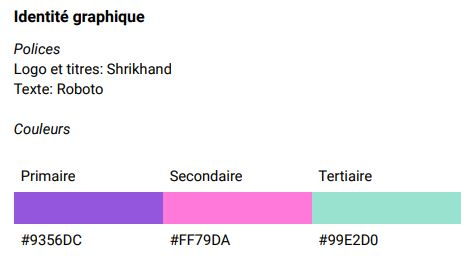 Identité graphique
Polices
Logo et titres: Shrikhand
Texte: Roboto
Couleurs
Primaire Secondaire Tertiaire
#9356DC #FF79DA #99E2D0